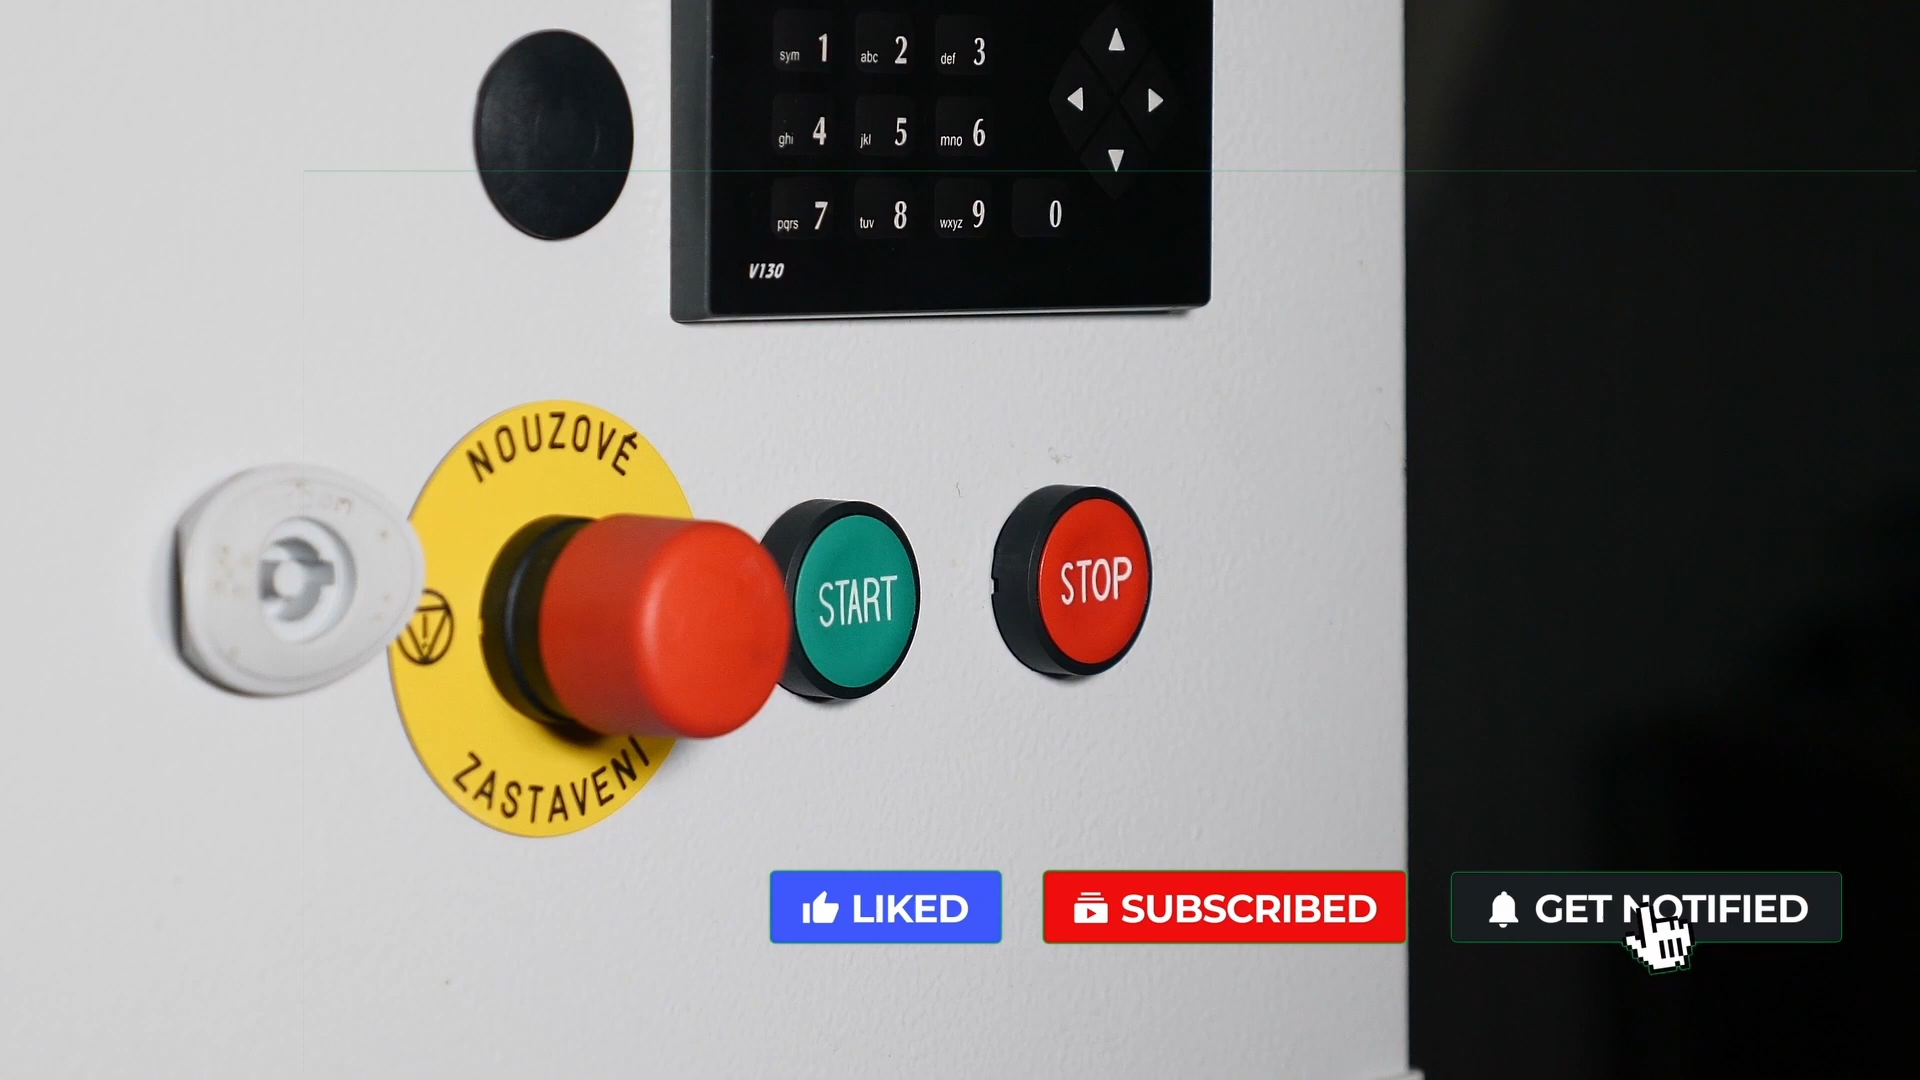 sym 1 abc 2 def 3
ghi 4 jkl 5 mno 6
pqrs 7 tuv 8 wxyz 9 0
V130
NOUZOVÉ
ZASTAVENÍ
START
STOP
LIKED
SUBSCRIBED
GET NOTIFIED